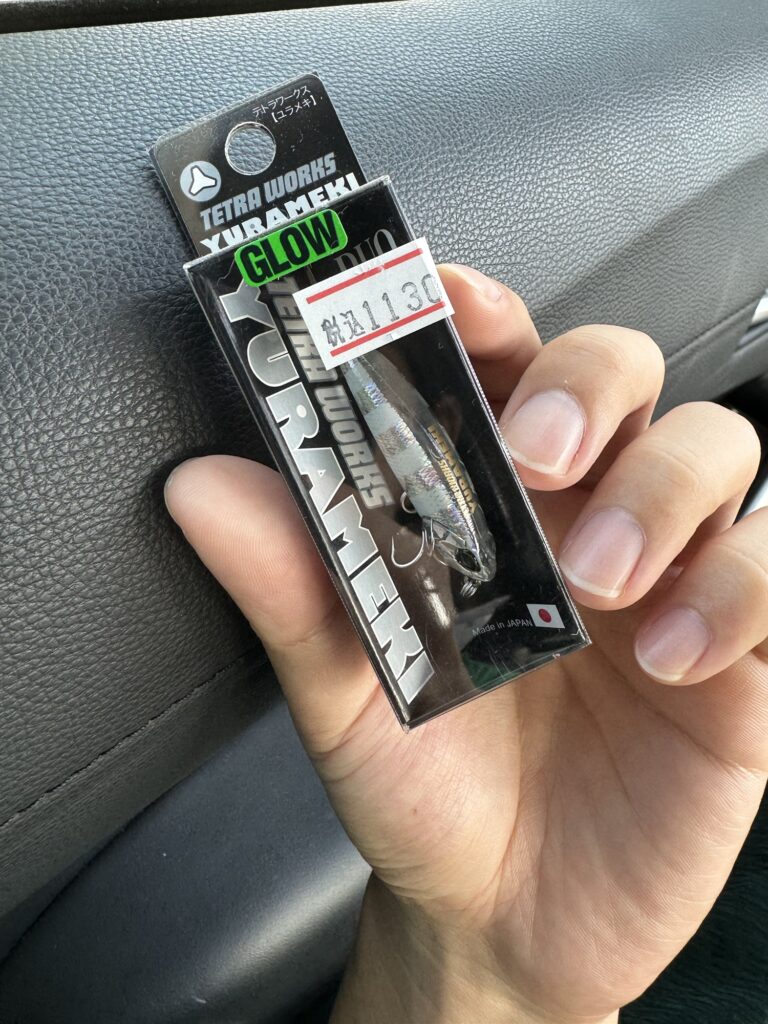 テトラワークス
【ユラメキ】
TETRA WORKS
YURAMEKI
GLOW
DUO
税込1130
TETRA WORKS
YURAMEKI
YURAMEKI
Made in JAPAN